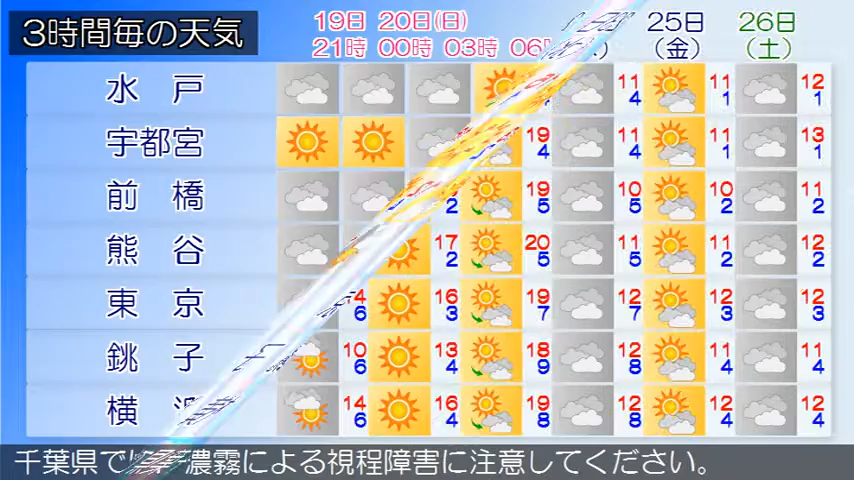 3時間毎の天気
19日 20日(日) 25日 26日
21時 00時 03時 06時 (金) (土)
水戸 11 4 11 1 12 1
宇都宮 19 4 11 4 11 1 13 1
前橋 2 19 5 10 5 10 2 11 2
熊谷 17 2 20 5 11 5 11 2 12 2
東京 14 6 16 3 19 7 12 7 12 3 12 3
銚子 10 6 13 4 18 9 12 8 11 4 11 4
横 14 6 16 4 19 8 12 8 12 4 12 4
千葉県で 濃霧による視程障害に注意してください。